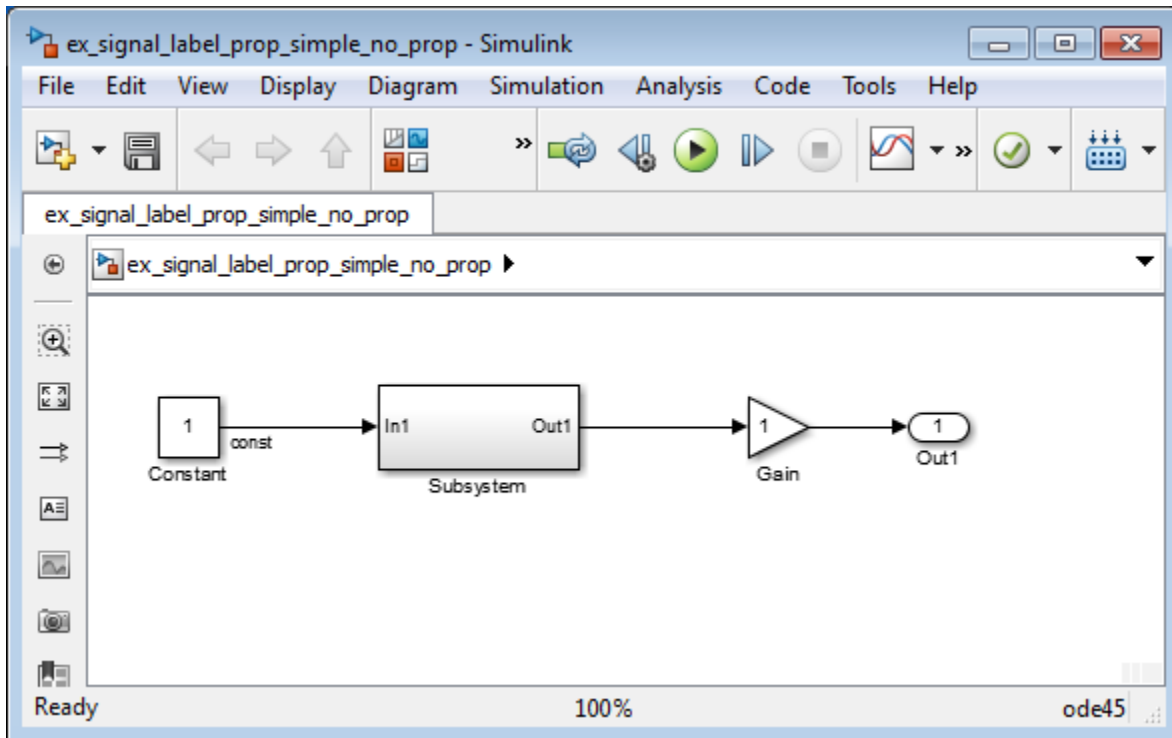 ex_signal_label_prop_simple_no_prop - Simulink
File Edit View Display Diagram Simulation Analysis Code Tools Help
ex_signal_label_prop_simple_no_prop
ex_signal_label_prop_simple_no_prop
1
const
In1
Out1
1
1
Constant
Subsystem
Gain
Out1
Ready 100% ode45